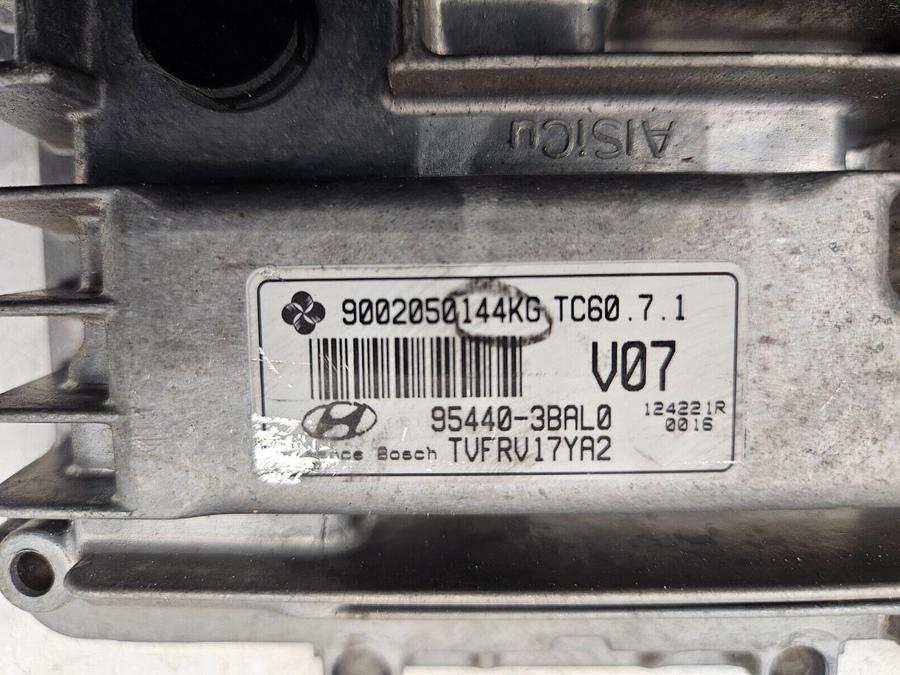 AlSiCu
9002050144KG TC60.7.1
V07
95440-3BAL0
124221R
0016
Bosch TVFRV17YA2